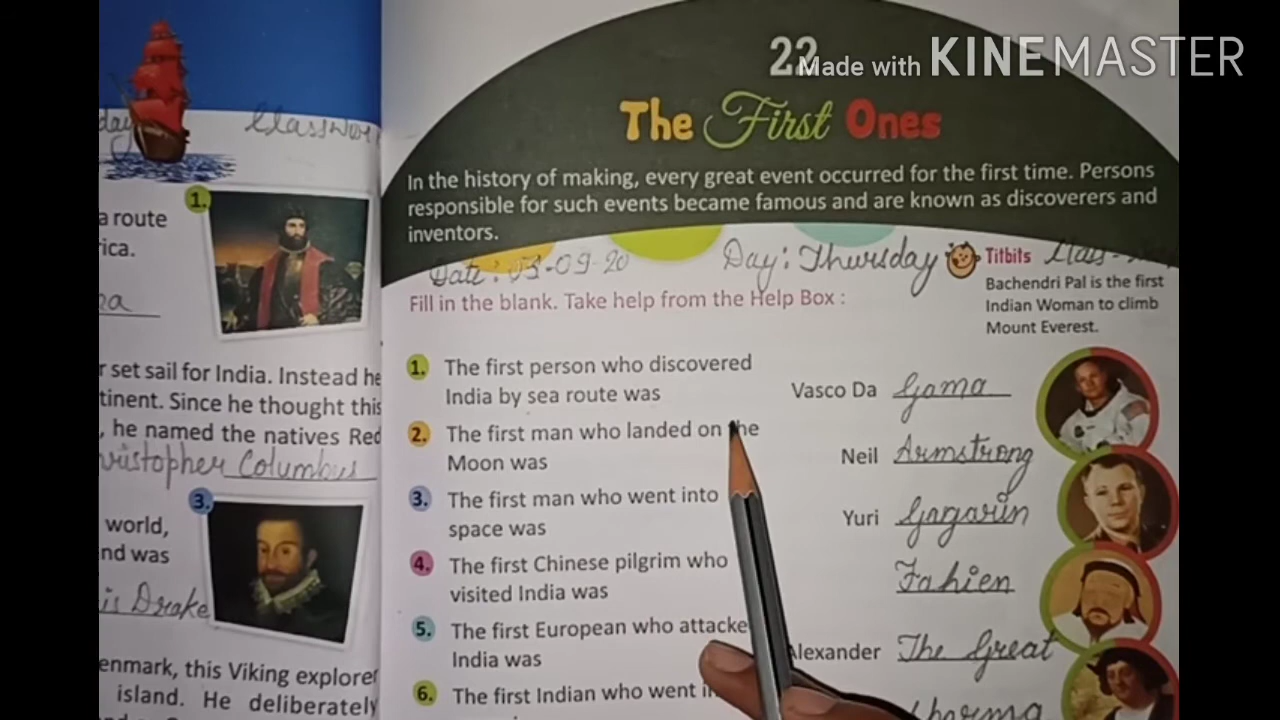 22
Made with KINEMASTER
The First Ones
In the history of making, every great event occurred for the first time. Persons
responsible for such events became famous and are known as discoverers and
inventors.
Date: 03-09-20 Day: Thursday
Titbits
Bachendri Pal is the first
Indian Woman to climb
Mount Everest.
Fill in the blank. Take help from the Help Box :
1. The first person who discovered
India by sea route was Vasco Da Gama
2. The first man who landed on the
Moon was Neil Armstrong
3. The first man who went into
space was Yuri Gagarin
4. The first Chinese pilgrim who
visited India was Fahien
5. The first European who attacke
India was Alexander The Great
6. The first Indian who went
harma
day Classwor
1.
a route
ica.
r set sail for India. Instead he
tinent. Since he thought this
, he named the natives Red
ristopher Columbus
3.
world,
nd was
is Drake
enmark, this Viking explorer
island. He deliberately